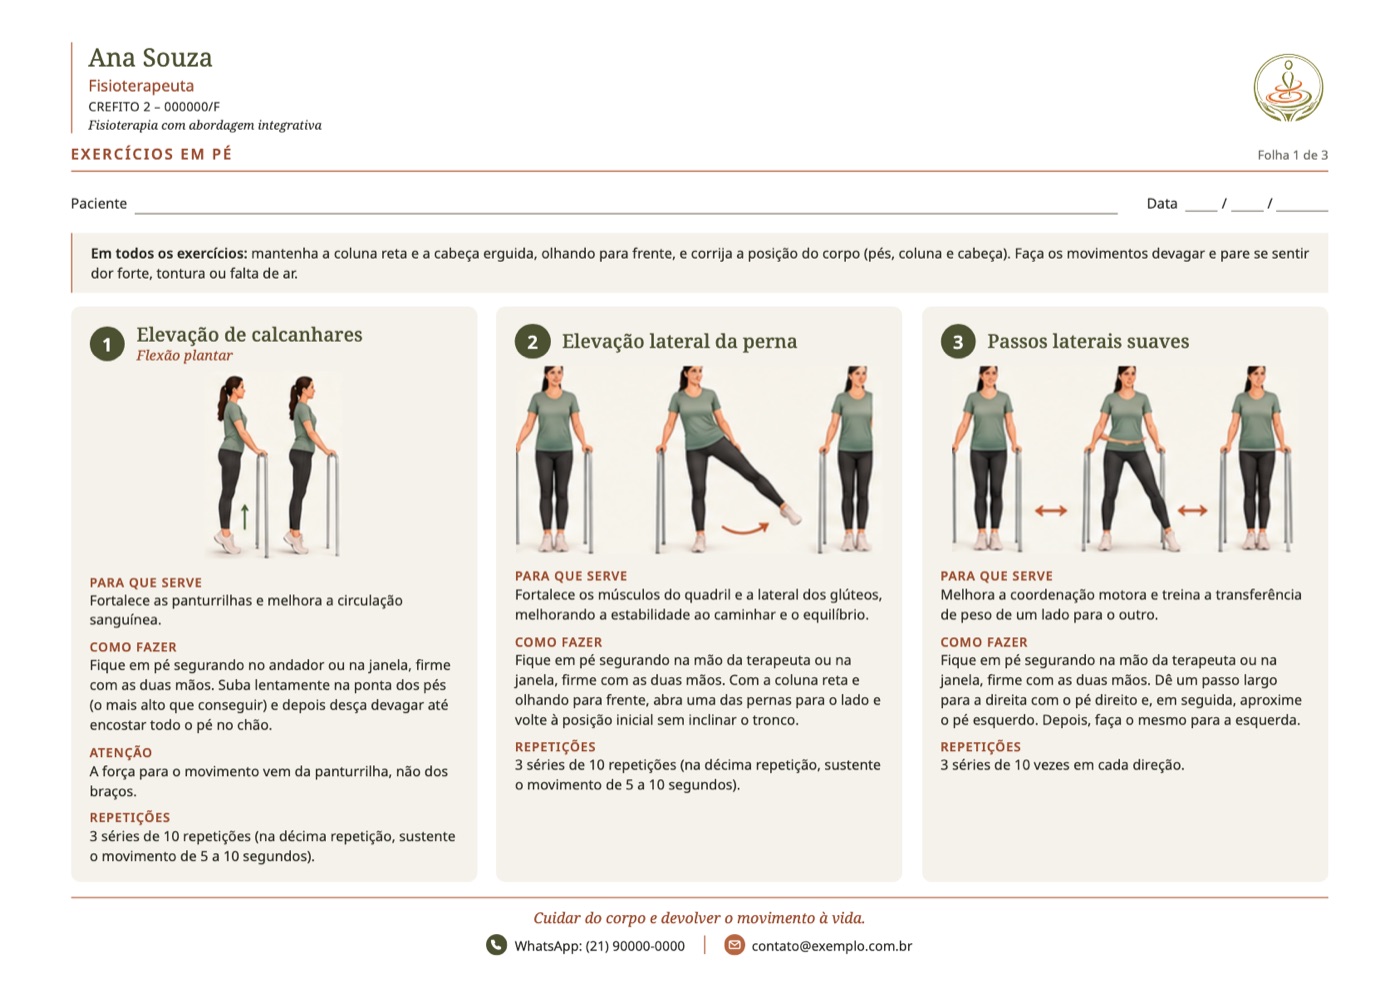 Ana Souza
Fisioterapeuta
CREFITO 2 – 000000/F
Fisioterapia com abordagem integrativa
EXERCÍCIOS EM PÉ
Folha 1 de 3
Paciente
Data ____ / ____ / ______
Em todos os exercícios: mantenha a coluna reta e a cabeça erguida, olhando para frente, e corrija a posição do corpo (pés, coluna e cabeça). Faça os movimentos devagar e pare se sentir
dor forte, tontura ou falta de ar.
1 Elevação de calcanhares
Flexão plantar
PARA QUE SERVE
Fortalece as panturrilhas e melhora a circulação
sanguínea.
COMO FAZER
Fique em pé segurando no andador ou na janela, firme
com as duas mãos. Suba lentamente na ponta dos pés
(o mais alto que conseguir) e depois desça devagar até
encostar todo o pé no chão.
ATENÇÃO
A força para o movimento vem da panturrilha, não dos
braços.
REPETIÇÕES
3 séries de 10 repetições (na décima repetição, sustente
o movimento de 5 a 10 segundos).
2 Elevação lateral da perna
PARA QUE SERVE
Fortalece os músculos do quadril e a lateral dos glúteos,
melhorando a estabilidade ao caminhar e o equilíbrio.
COMO FAZER
Fique em pé segurando na mão da terapeuta ou na
janela, firme com as duas mãos. Com a coluna reta e
olhando para frente, abra uma das pernas para o lado e
volte à posição inicial sem inclinar o tronco.
REPETIÇÕES
3 séries de 10 repetições (na décima repetição, sustente
o movimento de 5 a 10 segundos).
3 Passos laterais suaves
PARA QUE SERVE
Melhora a coordenação motora e treina a transferência
de peso de um lado para o outro.
COMO FAZER
Fique em pé segurando na mão da terapeuta ou na
janela, firme com as duas mãos. Dê um passo largo
para a direita com o pé direito e, em seguida, aproxime
o pé esquerdo. Depois, faça o mesmo para a esquerda.
REPETIÇÕES
3 séries de 10 vezes em cada direção.
Cuidar do corpo e devolver o movimento à vida.
WhatsApp: (21) 90000-0000 | contato@exemplo.com.br